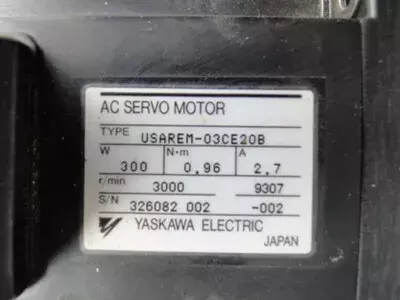 AC SERVO MOTOR
TYPE USAREM-03CE20B
W N-m A
300 0.96 2.7
r/min 3000 9307
S/N 326082 002 -002
YASKAWA ELECTRIC
JAPAN